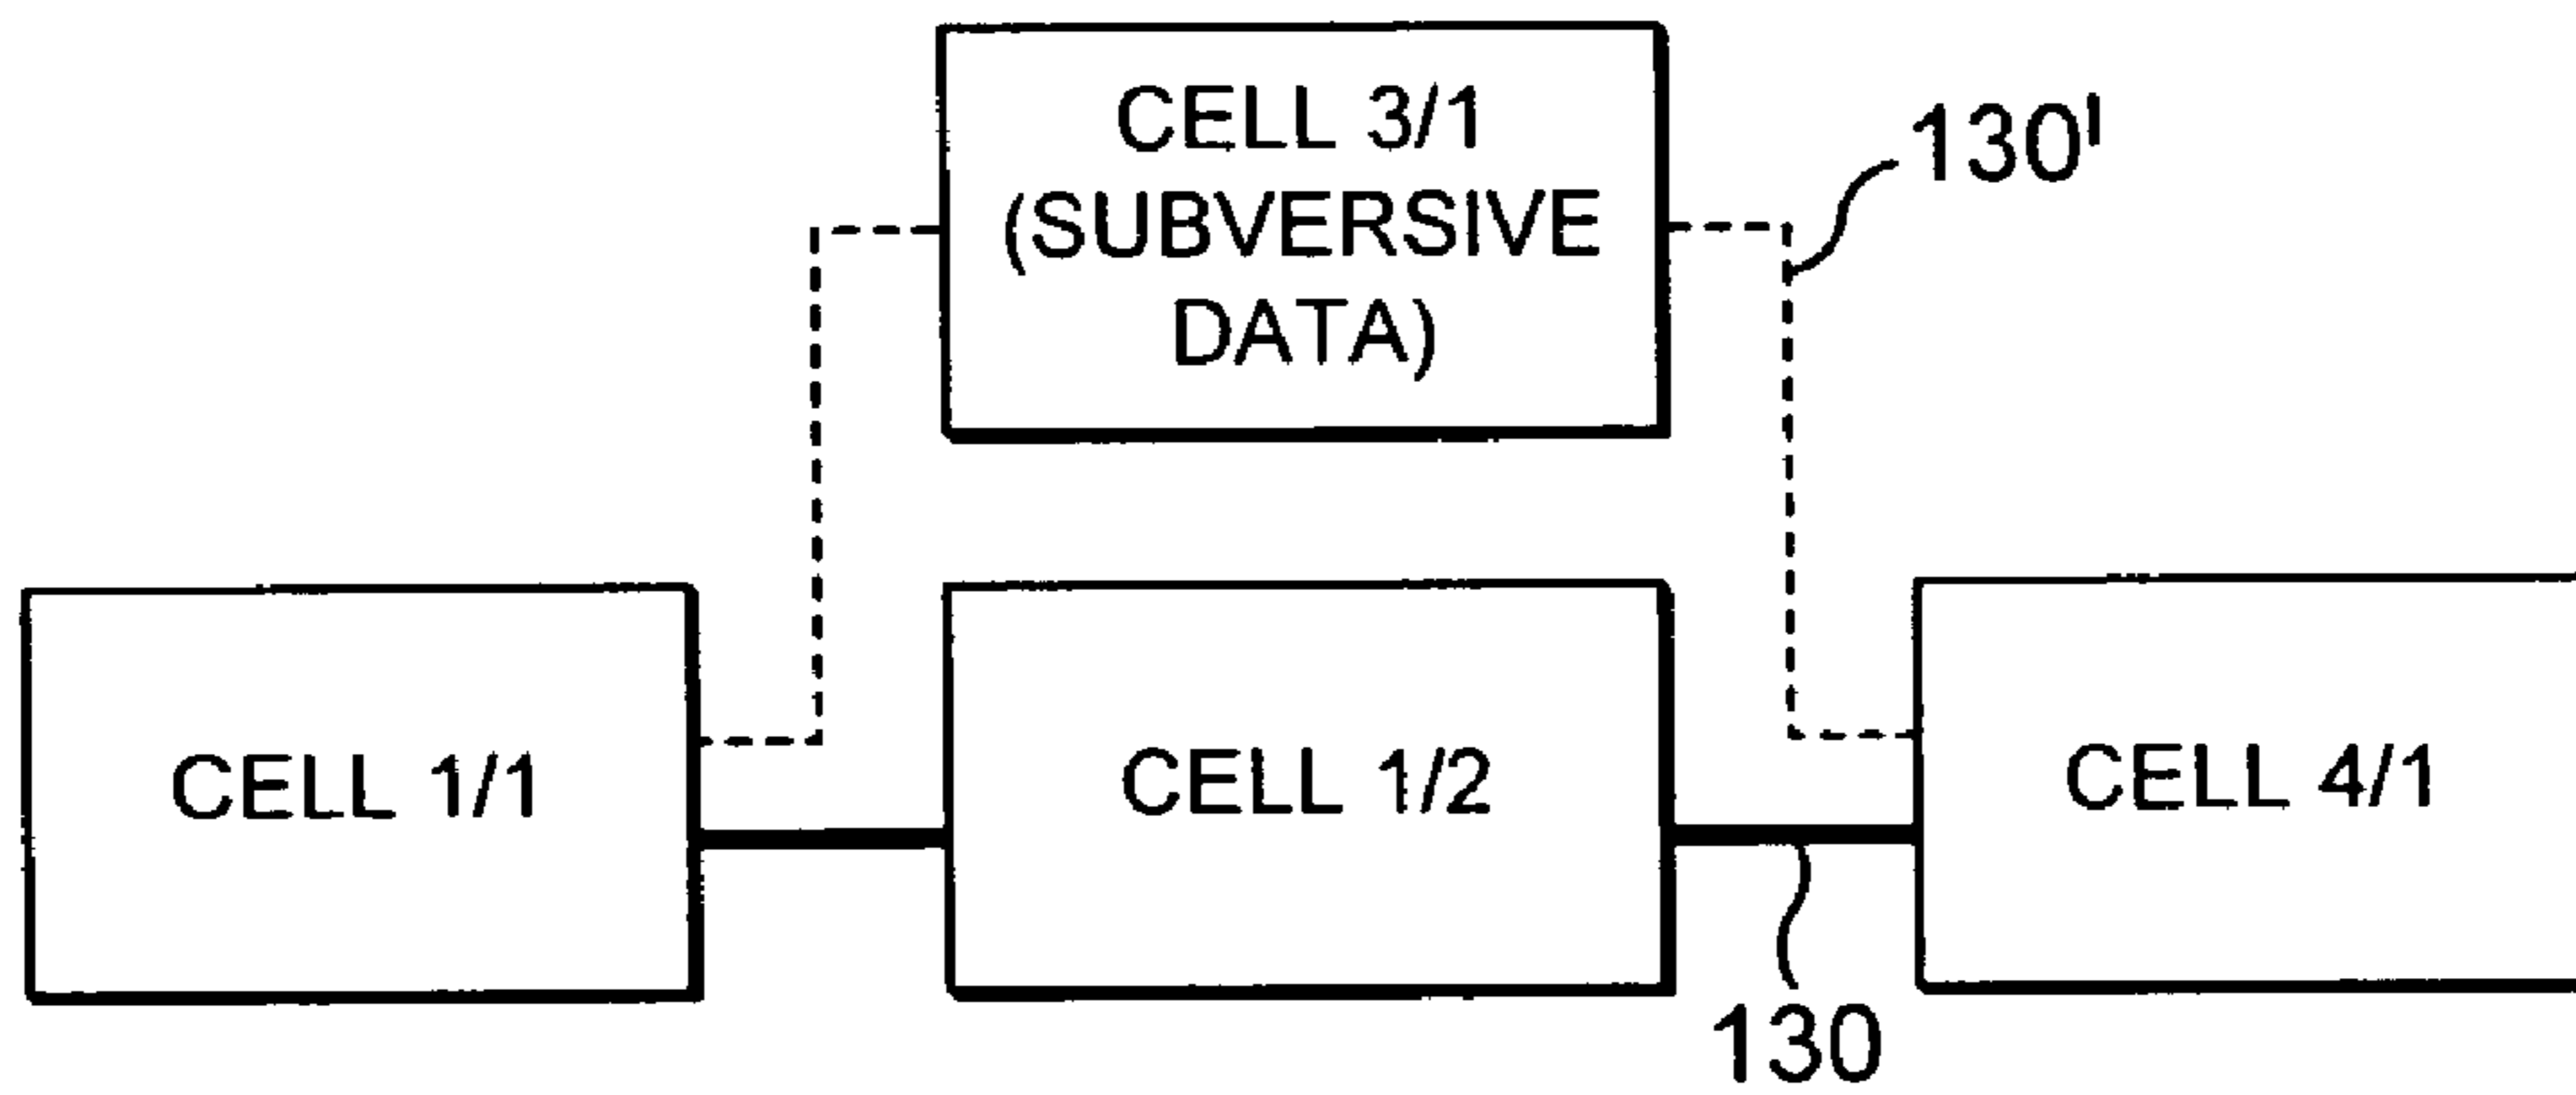 CELL 3/1
(SUBVERSIVE
DATA)
130'
CELL 1/1
CELL 1/2
CELL 4/1
130